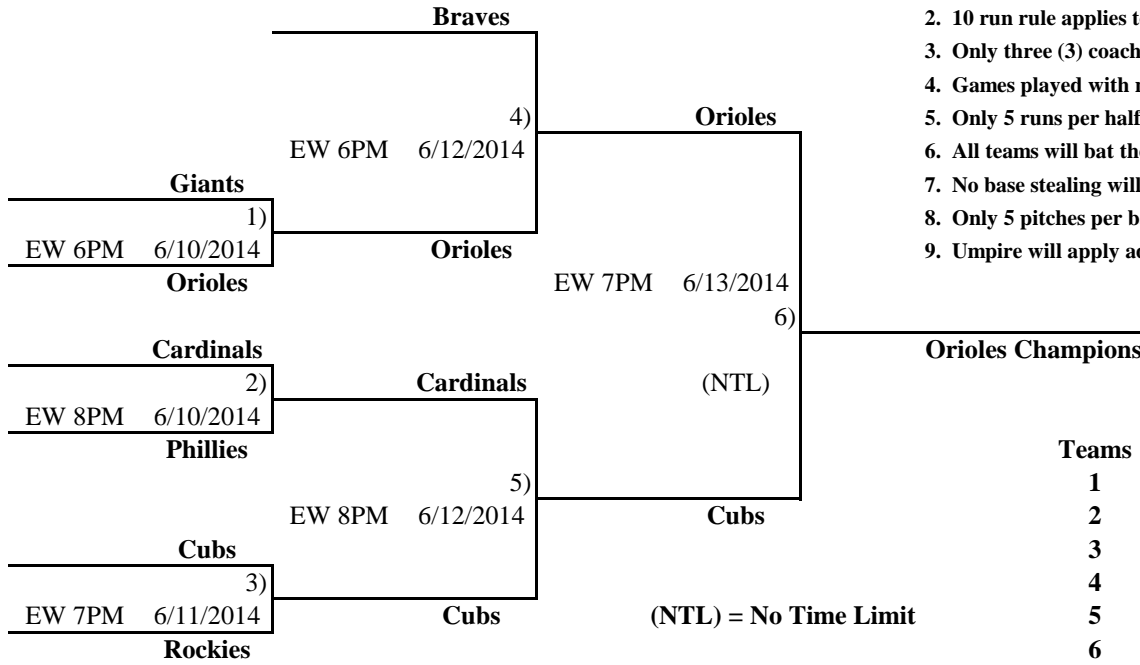 Braves
2. 10 run rule applies
3. Only three (3)
4. Games played with
4) Orioles
5. Only 5 runs per half
EW 6PM 6/12/2014
6. All teams will bat
Giants
7. No base stealing will
1)
8. Only 5 pitches per
EW 6PM 6/10/2014 Orioles
9. Umpire will apply
Orioles
EW 7PM 6/13/2014
6)
Cardinals
Orioles Champions
2) Cardinals (NTL)
EW 8PM 6/10/2014
Phillies
Teams
5)
1
EW 8PM 6/12/2014 Cubs
2
Cubs
3
3)
4
EW 7PM 6/11/2014 Cubs (NTL) = No Time Limit
5
Rockies
6